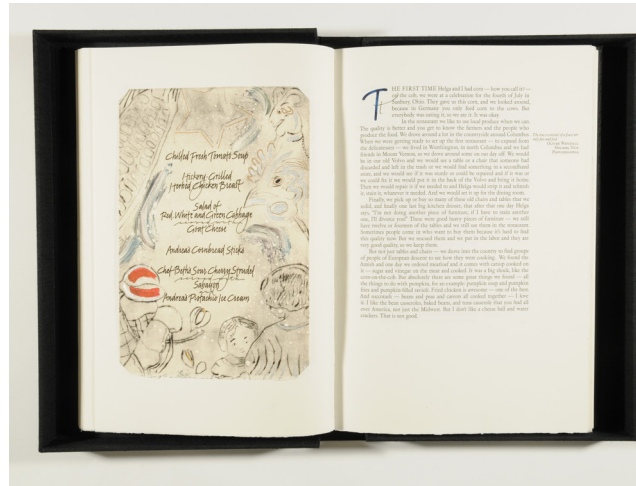 Chilled Fresh Tomato Soup
Hickory-Grilled
Herbed Chicken Breast
Salad of
Red, White and Green Cabbage
Goat Cheese
Andrea's Cornbread Sticks
Chef Botho Sour Cherry Strudel
Sabayon
Andrea's Pistachio Ice Cream
THE FIRST TIME Helga and I had corn — how you call it? —
the cob, we were at a celebration for the fourth of July in
Sunbury, Ohio. They gave us this corn, and we looked around,
because in Germany you only feed corn to the cows. But
everybody was eating it, so we ate it. It was okay.
In the restaurant we like to use local produce when we can.
The quality is better and you get to know the farmers and the people who
produce the food. We drove around a lot in the countryside around Columbus.
When we were getting ready to set up the first restaurant — to expand from
the delicatessen — we lived in Worthington, in north Columbus and we had
friends in Mount Vernon, so we drove around some on our day off. We would
be in our old Volvo and we would see a table or a chair that someone had
discarded and left in the trash or we would find something in a secondhand
store, and we would see if it was sturdy or could be repaired and if it was or
we could fix it we would put it in the back of the Volvo and bring it home.
Then we would repair it if we needed to and Helga would strip it and refinish
it, stain it, whatever it needed. And we would set it up for the dining room.
Finally, we pick up or buy so many of these old chairs and tables that we
sold, and finally one last big kitchen dinner, that after that one day Helga
says, "I'm not doing another piece of furniture; if I have to stain another
one, I'll divorce you!" These were good heavy pieces of furniture — we still
have twelve or fourteen of the tables and we still use them in the restaurant.
Sometimes people come in who want to buy them because it's hard to find
this quality now. But we stored them and we put in the labor and they are
very good quality so we keep them.
But not just tables and chairs — we drove into the country to find groups
of people of European descent to see how they were cooking. We found the
Amish and one day we ordered meatloaf and it comes with catsup cooked on
it — sugar and vinegar on the meat and cooked. It was a big shock, like the
corn-on-the-cob. But absolutely there are some great things we found — all
the things to do with pumpkin, for an example: pumpkin soup and pumpkin
fries and pumpkin-filled ravioli. Fried chicken is awesome — one of the best.
And succotash — beans and peas and carrots all cooked together — I love
it. I like the bean casseroles, baked beans, and tuna casserole that you find all
over America, not just the Midwest. But I don't like a cheese ball and water
crackers. That is not good.